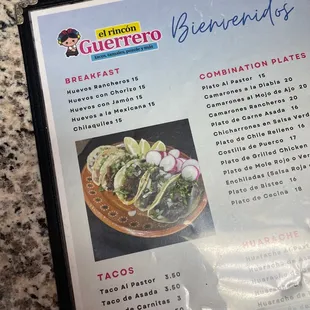 el rincón
Guerrero
Bienvenidos
BREAKFAST
Huevos Rancheros 15
Huevos con Chorizo 15
Huevos con Jamón 15
Huevos a la Mexicana 15
Chilaquiles 15
COMBINATION PLATES
Plato Al Pastor 15
Camarones a la Diabla 20
Camarones al Mojo de Ajo 20
Camarones Rancheros 20
Plato de Carne Asada 20
Chicharrones en Salsa Verd
Plato de Chile Relleno 16
Costilla de Puerco 17
Plato de Grilled Chicken
Plato de Mole Rojo o Ver
Enchiladas (Salsa Roja
Plato de Bistec 16
Plato de Cecina 18
TACOS
Taco Al Pastor 3.50
Taco de Asada 3.50
de Carnitas 3
HUARACHE